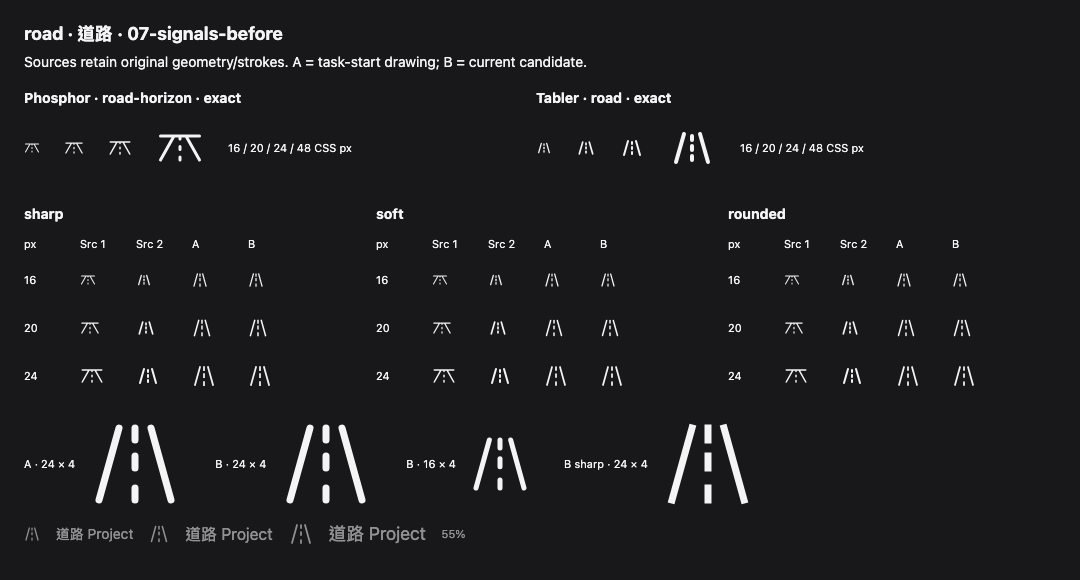 road · 道路 · 07-signals-before
Sources retain original geometry/strokes. A = task-start drawing; B = current candidate.
Phosphor · road-horizon · exact
Tabler · road · exact
16 / 20 / 24 / 48 CSS px
16 / 20 / 24 / 48 CSS px
sharp
soft
rounded
px Src 1 Src 2 A B
px Src 1 Src 2 A B
px Src 1 Src 2 A B
16
16
16
20
20
20
24
24
24
A · 24 × 4
B · 24 × 4
B · 16 × 4
B sharp · 24 × 4
道路 Project
道路 Project
道路 Project
55%